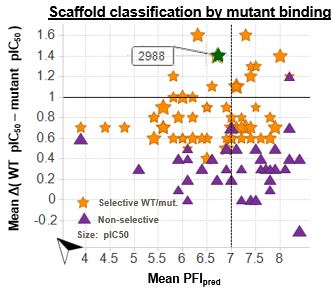 Scaffold classification by mutant binding
Mean Δ( WT pIC50 – mutant pIC50 )
1.6
1.4
1.2
1
0.8
0.6
0.4
0.2
0
-0.2
2988
Selective WT/mut.
Non-selective
Size: pIC50
4 4.5 5 5.5 6 6.5 7 7.5 8
Mean PFIpred